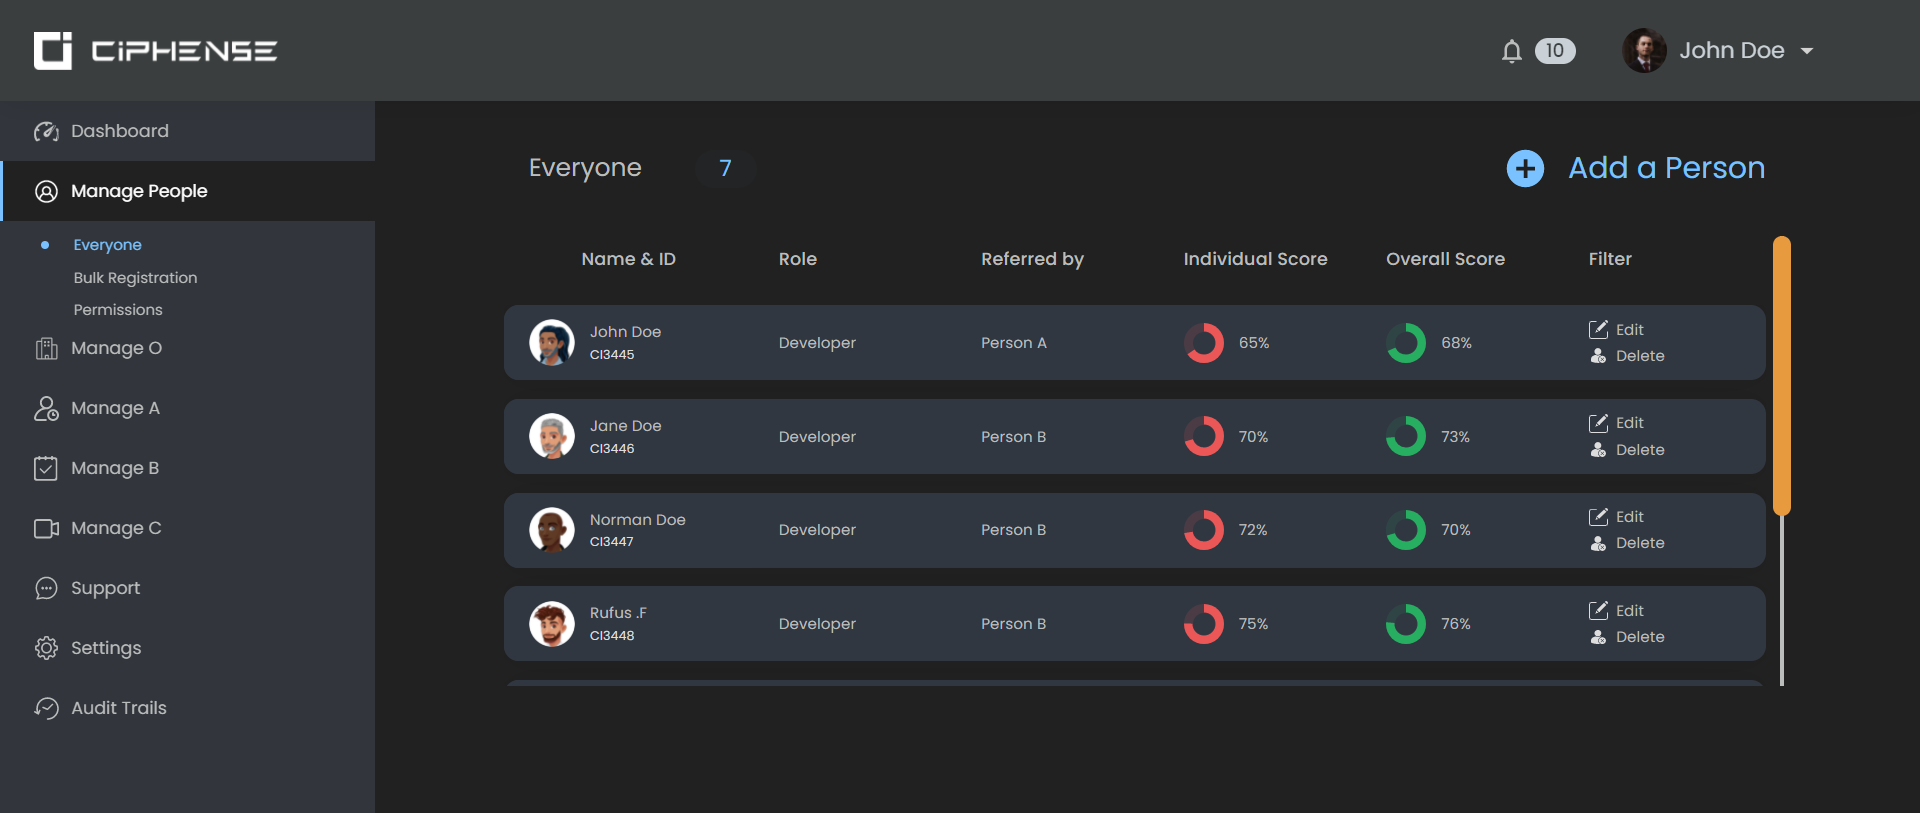 CiPHENSE
10
John Doe
Dashboard
Manage People
Everyone
Bulk Registration
Permissions
Manage O
Manage A
Manage B
Manage C
Support
Settings
Audit Trails
Everyone 7
Add a Person
Name & ID Role Referred by Individual Score Overall Score Filter
John Doe
CI3445
Developer Person A 65% 68%
Edit
Delete
Jane Doe
CI3446
Developer Person B 70% 73%
Edit
Delete
Norman Doe
CI3447
Developer Person B 72% 70%
Edit
Delete
Rufus .F
CI3448
Developer Person B 75% 76%
Edit
Delete